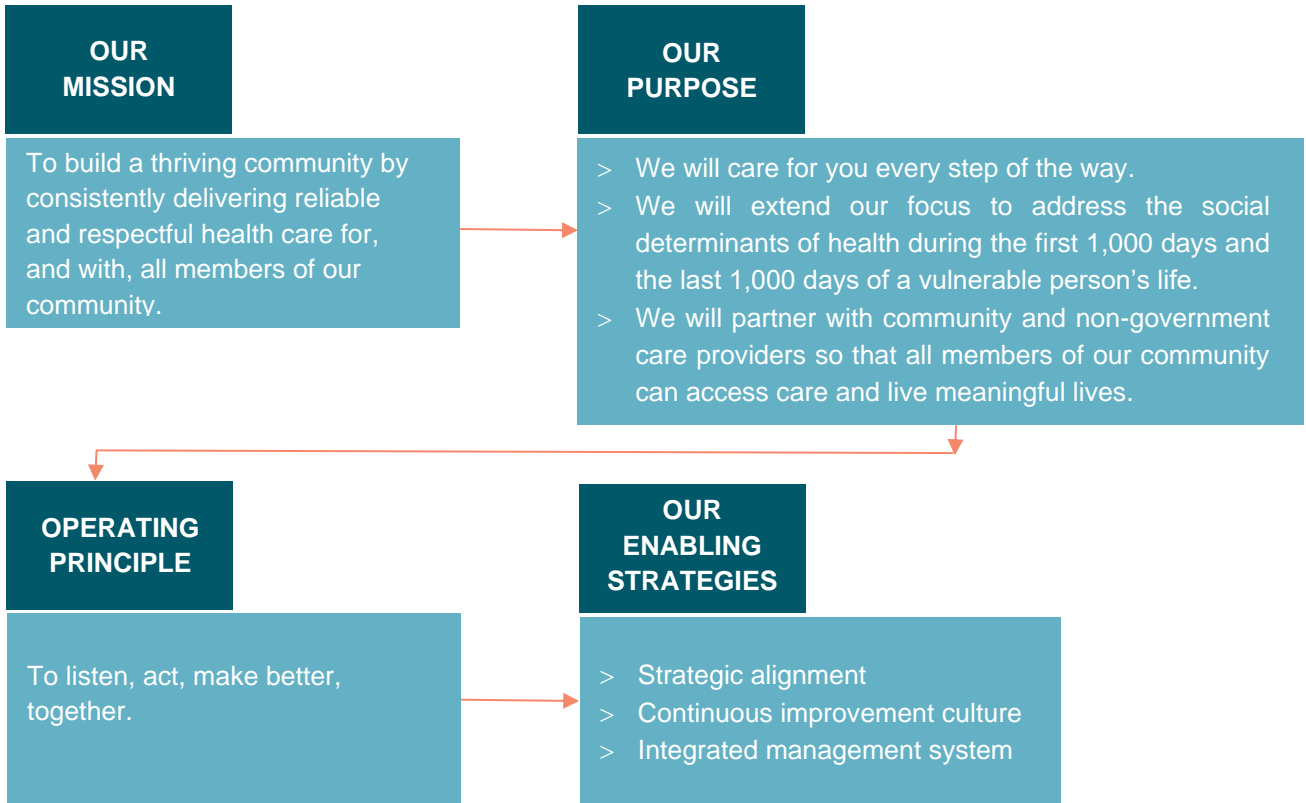 OUR
MISSION
To build a thriving community by
consistently delivering reliable
and respectful health care for,
and with, all members of our
community.
OUR
PURPOSE
> We will care for you every step of the way.
> We will extend our focus to address the social
determinants of health during the first 1,000 days and
the last 1,000 days of a vulnerable person’s life.
> We will partner with community and non-government
care providers so that all members of our community
can access care and live meaningful lives.
OPERATING
PRINCIPLE
To listen, act, make better,
together.
OUR
ENABLING
STRATEGIES
> Strategic alignment
> Continuous improvement culture
> Integrated management system